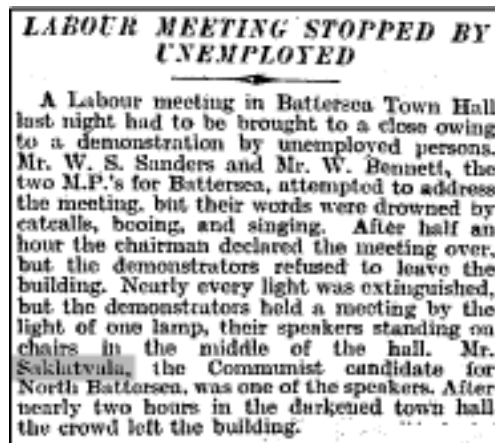 LABOUR MEETING STOPPED BY
UNEMPLOYED
A Labour meeting in Battersea Town Hall
last night had to be brought to a close owing
to a demonstration by unemployed persons.
Mr. W. S. Sanders and Mr. W. Bennett, the
two M.P.'s for Battersea, attempted to address
the meeting, but their words were drowned by
catcalls, booing, and singing. After half an
hour the chairman declared the meeting over,
but the demonstrators refused to leave the
building. Nearly every light was extinguished,
but the demonstrators held a meeting by the
light of one lamp, their speakers standing on
chairs in the middle of the hall. Mr.
Saklatvala, the Communist candidate for
North Battersea, was one of the speakers. After
nearly two hours in the darkened town hall
the crowd left the building.